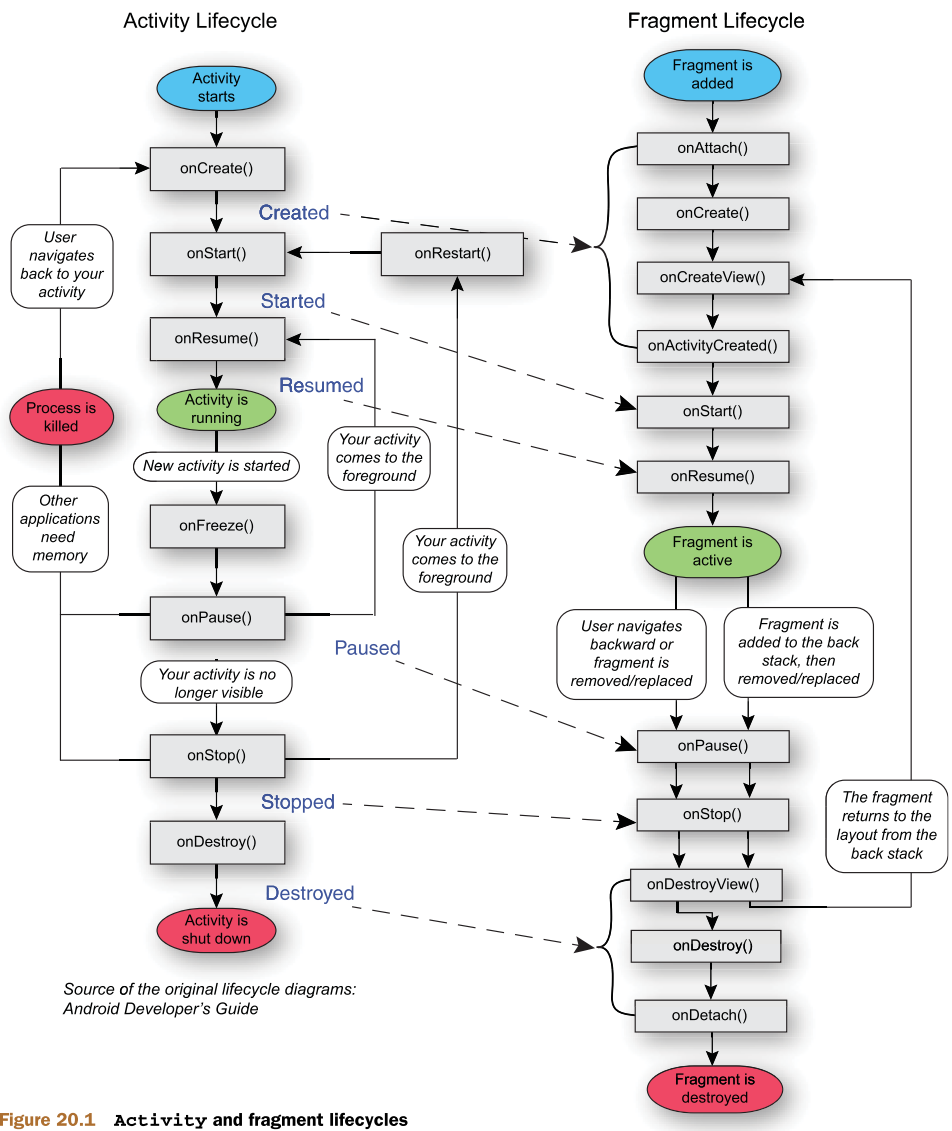 Activity Lifecycle
Activity
starts
onCreate()
Created
User
navigates
back to your
activity
onStart()
onRestart()
Started
onResume()
Resumed
Process is
killed
Activity is
running
New activity is started
Your activity
comes to the
foreground
Other
applications
need
memory
onFreeze()
Your activity
comes to the
foreground
onPause()
Paused
Your activity is no
longer visible
onStop()
Stopped
onDestroy()
Destroyed
Activity is
shut down
Source of the original lifecycle diagrams:
Android Developer's Guide
Fragment Lifecycle
Fragment is
added
onAttach()
onCreate()
onCreateView()
onActivityCreated()
onStart()
onResume()
Fragment is
active
User navigates
backward or
fragment is
removed/replaced
Fragment is
added to the back
stack, then
removed/replaced
onPause()
onStop()
The fragment
returns to the
layout from the
back stack
onDestroyView()
onDestroy()
onDetach()
Fragment is
destroyed
Figure 20.1 Activity and fragment lifecycles